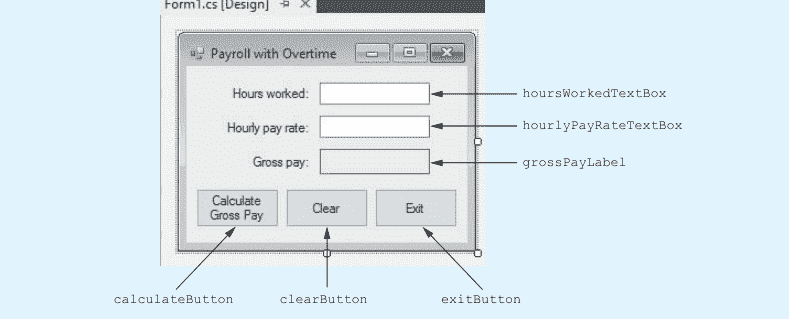 Form1.cs [Design]
Payroll with Overtime
Hours worked:
hoursWorkedTextBox
Hourly pay rate:
hourlyPayRateTextBox
Gross pay:
grossPayLabel
Calculate
Gross Pay
Clear
Exit
calculateButton
clearButton
exitButton